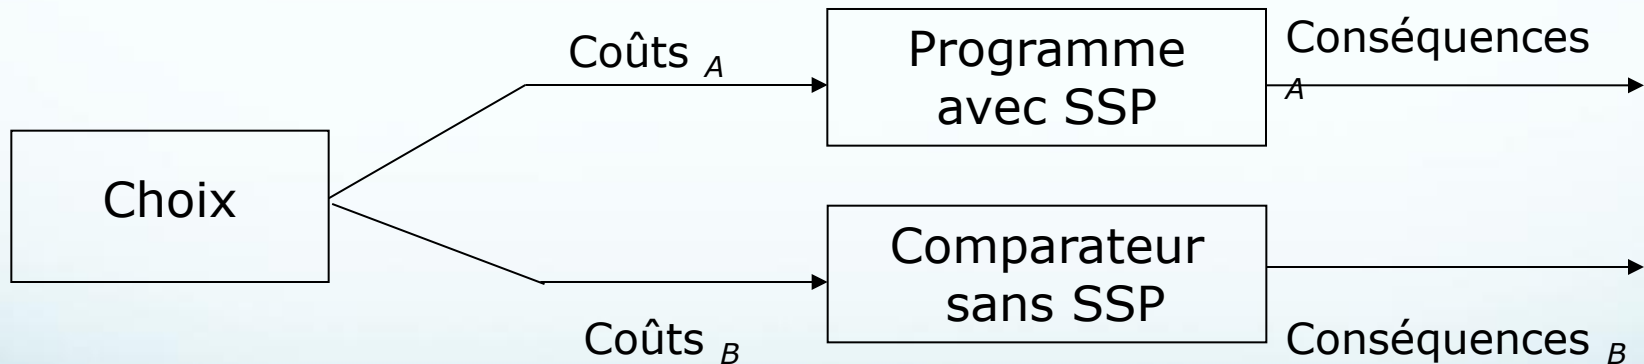 Choix
Coûts A
Programme
avec SSP
Conséquences
A
Coûts B
Comparateur
sans SSP
Conséquences B